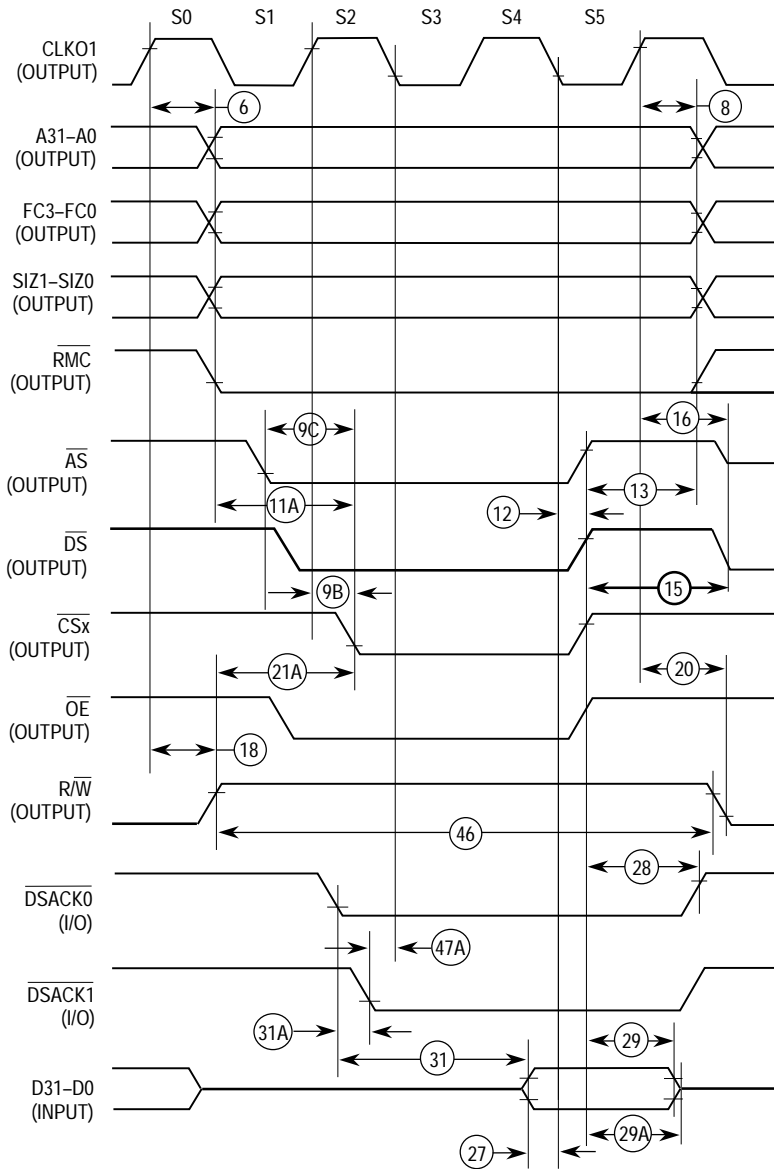 S0 S1 S2 S3 S4 S5
CLKO1
(OUTPUT)
6
8
A31–A0
(OUTPUT)
FC3–FC0
(OUTPUT)
SIZ1–SIZ0
(OUTPUT)
RMC
(OUTPUT)
16
9C
AS
(OUTPUT)
13
11A
12
DS
(OUTPUT)
15
9B
CSx
(OUTPUT)
21A
20
OE
(OUTPUT)
18
R/W
(OUTPUT)
46
28
DSACK0
(I/O)
47A
DSACK1
(I/O)
31A
29
31
D31–D0
(INPUT)
29A
27